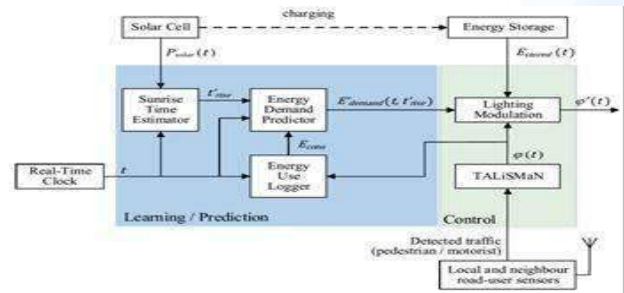 Solar Cell
charging
Energy Storage
P_solar(t)
E_stored(t)
Sunrise
Time
Estimator
t'_rise
Energy
Demand
Predictor
E'_demand(t, t'_rise)
Lighting
Modulation
φ'(t)
E_cons
φ(t)
Real-Time
Clock
t
Energy
Use
Logger
TALiSMaN
Learning / Prediction
Control
Detected traffic
(pedestrian / motorist)
Local and neighbour
road-user sensors